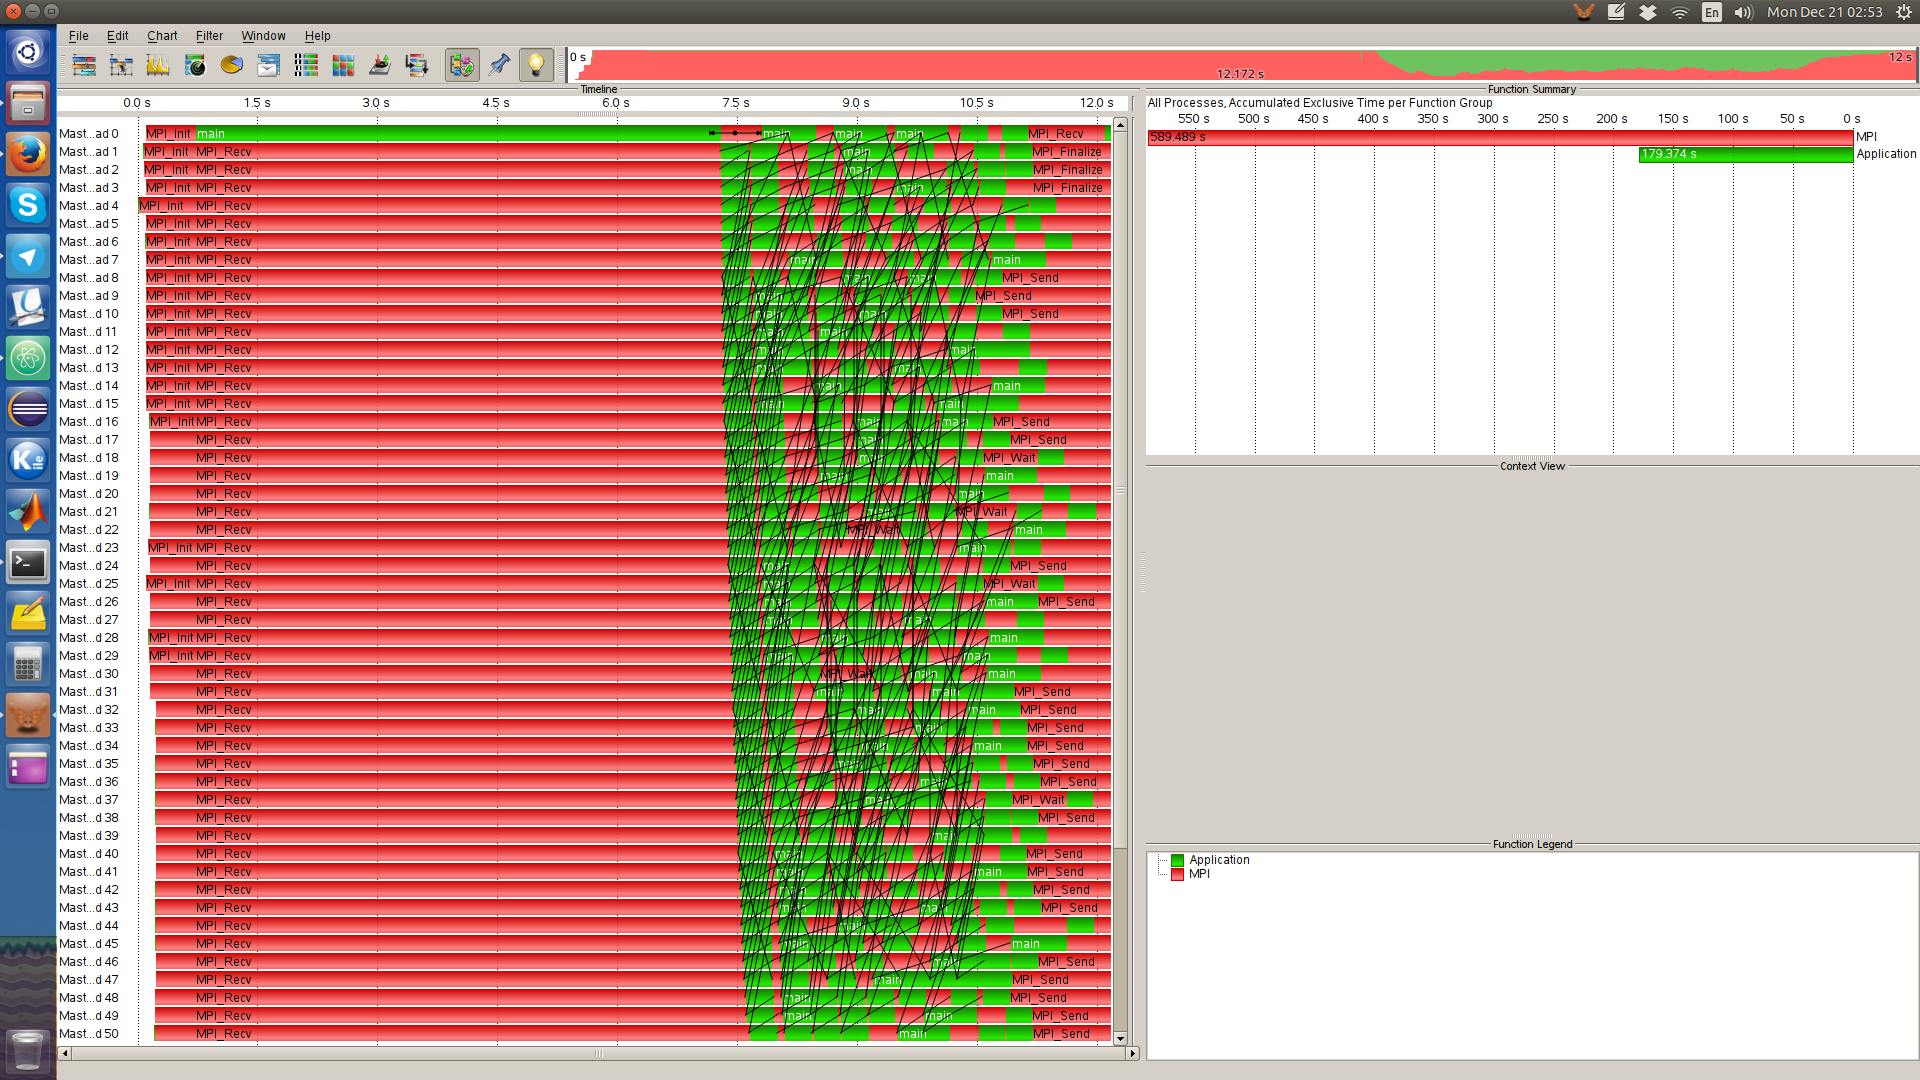 En Mon Dec 21 02:53
File Edit Chart Filter Window Help
0 s 12.172 s 12 s
Timeline
0.0 s 1.5 s 3.0 s 4.5 s 6.0 s 7.5 s 9.0 s 10.5 s 12.0 s
Mast...ad 0 MPI_Init main main main main MPI_Recv
Mast...ad 1 MPI_Init MPI_Recv main MPI_Finalize
Mast...ad 2 MPI_Init MPI_Recv main MPI_Finalize
Mast...ad 3 MPI_Init MPI_Recv main MPI_Finalize
Mast...ad 4 MPI_Init MPI_Recv
Mast...ad 5 MPI_Init MPI_Recv
Mast...ad 6 MPI_Init MPI_Recv
Mast...ad 7 MPI_Init MPI_Recv main main
Mast...ad 8 MPI_Init MPI_Recv main main MPI_Send
Mast...ad 9 MPI_Init MPI_Recv main MPI_Send
Mast...d 10 MPI_Init MPI_Recv main main MPI_Send
Mast...d 11 MPI_Init MPI_Recv main main
Mast...d 12 MPI_Init MPI_Recv main main
Mast...d 13 MPI_Init MPI_Recv main main
Mast...d 14 MPI_Init MPI_Recv main main
Mast...d 15 MPI_Init MPI_Recv main main
Mast...d 16 MPI_Init MPI_Recv main main MPI_Send
Mast...d 17 MPI_Recv main MPI_Send
Mast...d 18 MPI_Recv main MPI_Wait
Mast...d 19 MPI_Recv main main
Mast...d 20 MPI_Recv main
Mast...d 21 MPI_Recv main MPI_Wait
Mast...d 22 MPI_Recv MPI_Wait main
Mast...d 23 MPI_Init MPI_Recv main
Mast...d 24 MPI_Recv main MPI_Send
Mast...d 25 MPI_Init MPI_Recv main MPI_Wait
Mast...d 26 MPI_Recv main main MPI_Send
Mast...d 27 MPI_Recv main main
Mast...d 28 MPI_Init MPI_Recv main main
Mast...d 29 MPI_Init MPI_Recv main main
Mast...d 30 MPI_Recv MPI_Wait main main
Mast...d 31 MPI_Recv main main MPI_Send
Mast...d 32 MPI_Recv main main MPI_Send
Mast...d 33 MPI_Recv main MPI_Send
Mast...d 34 MPI_Recv main main MPI_Send
Mast...d 35 MPI_Recv main MPI_Send
Mast...d 36 MPI_Recv main MPI_Send
Mast...d 37 MPI_Recv main MPI_Wait
Mast...d 38 MPI_Recv MPI_Send
Mast...d 39 MPI_Recv main
Mast...d 40 MPI_Recv main MPI_Send
Mast...d 41 MPI_Recv main main MPI_Send
Mast...d 42 MPI_Recv main MPI_Send
Mast...d 43 MPI_Recv main main MPI_Send
Mast...d 44 MPI_Recv main
Mast...d 45 MPI_Recv main main
Mast...d 46 MPI_Recv main MPI_Send
Mast...d 47 MPI_Recv main MPI_Send
Mast...d 48 MPI_Recv main MPI_Send
Mast...d 49 MPI_Recv main main MPI_Send
Mast...d 50 MPI_Recv main MPI_Send
Function Summary
All Processes, Accumulated Exclusive Time per Function Group
550 s 500 s 450 s 400 s 350 s 300 s 250 s 200 s 150 s 100 s 50 s 0 s
589.489 s MPI
179.374 s Application
Context View
Function Legend
Application
MPI